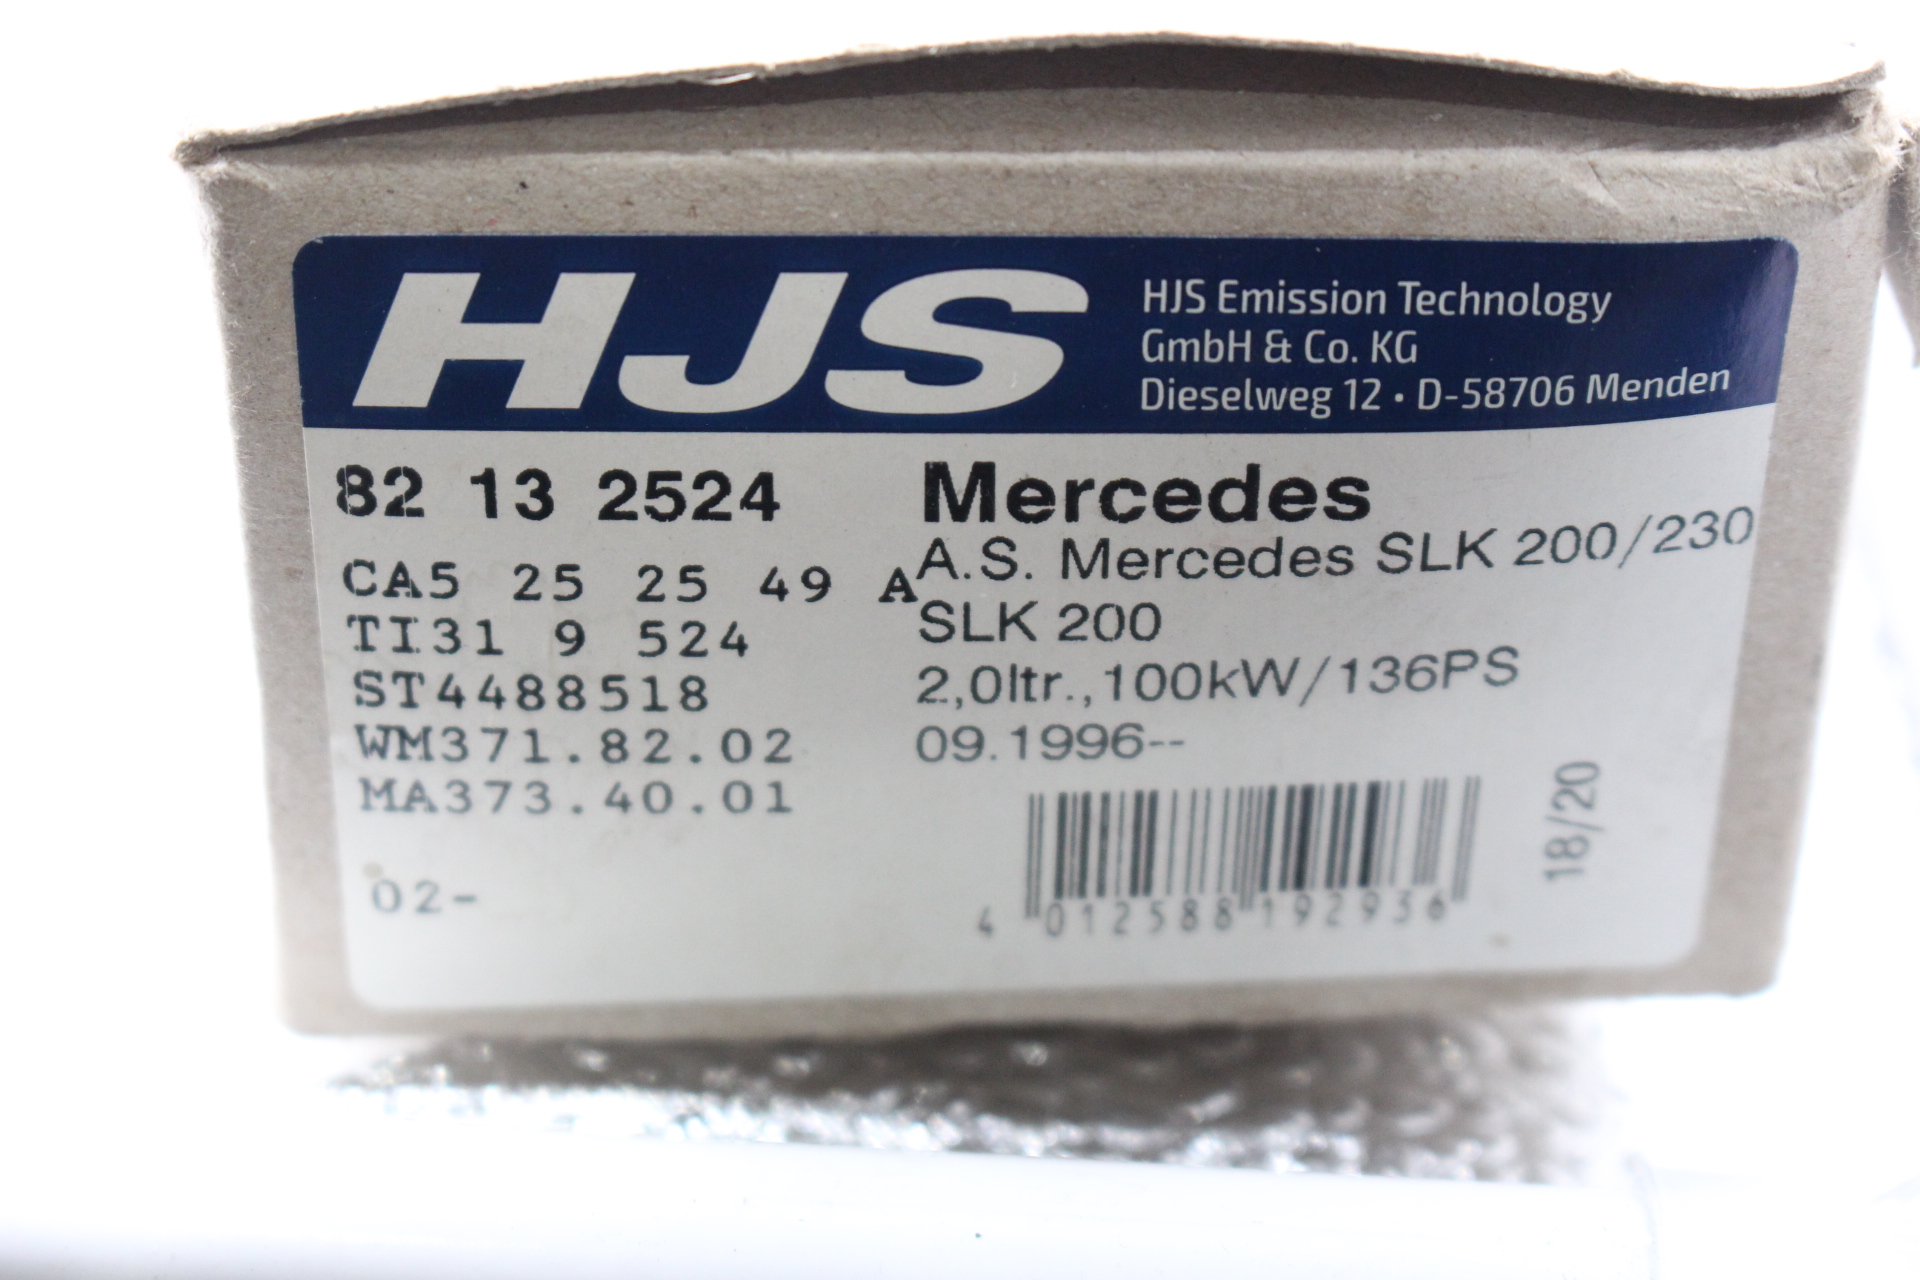 HJS
HJS Emission Technology
GmbH & Co. KG
Dieselweg 12 • D-58706 Menden
82 13 2524
CA5 25 25 49 A
TI31 9 524
ST4488518
WM371.82.02
MA373.40.01
02-
Mercedes
A.S. Mercedes SLK 200/230
SLK 200
2,0ltr.,100kW/136PS
09.1996--
4 012588 192936
18/20